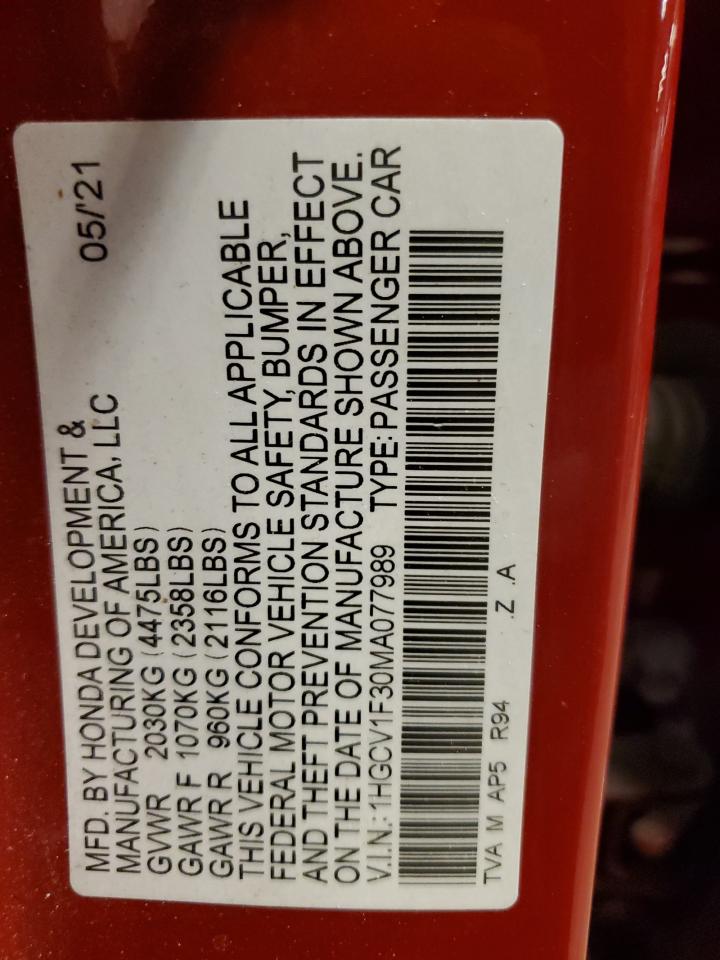 MFD. BY HONDA DEVELOPMENT &
MANUFACTURING OF AMERICA, LLC 05/'21
GVWR 2030KG (4475LBS)
GAWR F 1070KG (2358LBS)
GAWR R 960KG (2116LBS)
THIS VEHICLE CONFORMS TO ALL APPLICABLE
FEDERAL MOTOR VEHICLE SAFETY, BUMPER,
AND THEFT PREVENTION STANDARDS IN EFFECT
ON THE DATE OF MANUFACTURE SHOWN ABOVE.
V.I.N.: 1HGCV1F30MA077989 TYPE: PASSENGER CAR
TVA M AP5 R94 .Z .A